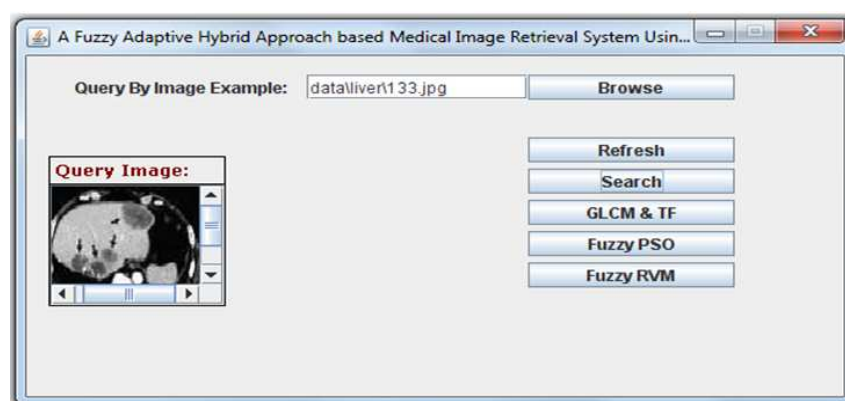 A Fuzzy Adaptive Hybrid Approach based Medical Image Retrieval System Usin...
Query By Image Example: data\liver\133.jpg Browse
Refresh
Query Image:
Search
GLCM & TF
Fuzzy PSO
Fuzzy RVM